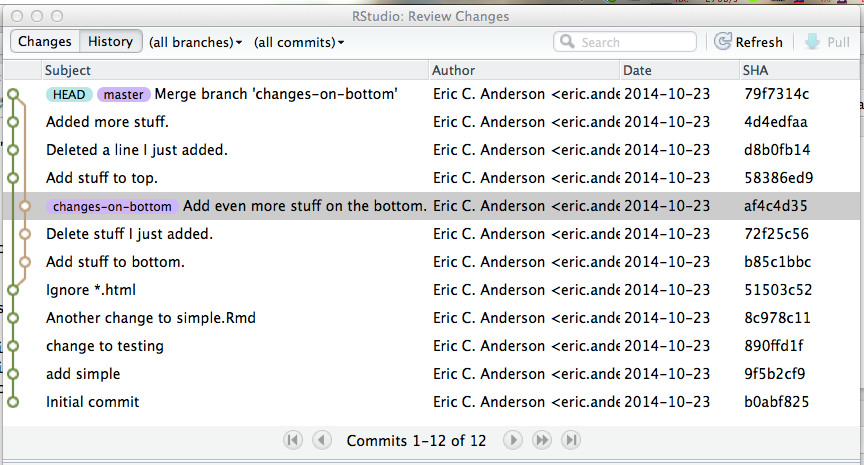 RStudio: Review Changes
Changes History (all branches) (all commits) Search Refresh Pull
Subject Author Date SHA
HEAD master Merge branch 'changes-on-bottom' Eric C. Anderson <eric.ande 2014-10-23 79f7314c
Added more stuff. Eric C. Anderson <eric.ande 2014-10-23 4d4edfaa
Deleted a line I just added. Eric C. Anderson <eric.ande 2014-10-23 d8b0fb14
Add stuff to top. Eric C. Anderson <eric.ande 2014-10-23 58386ed9
changes-on-bottom Add even more stuff on the bottom. Eric C. Anderson <eric.ande 2014-10-23 af4c4d35
Delete stuff I just added. Eric C. Anderson <eric.ande 2014-10-23 72f25c56
Add stuff to bottom. Eric C. Anderson <eric.ande 2014-10-23 b85c1bbc
Ignore *.html Eric C. Anderson <eric.ande 2014-10-23 51503c52
Another change to simple.Rmd Eric C. Anderson <eric.ande 2014-10-23 8c978c11
change to testing Eric C. Anderson <eric.ande 2014-10-23 890ffd1f
add simple Eric C. Anderson <eric.ande 2014-10-23 9f5b2cf9
Initial commit Eric C. Anderson <eric.ande 2014-10-23 b0abf825
Commits 1-12 of 12